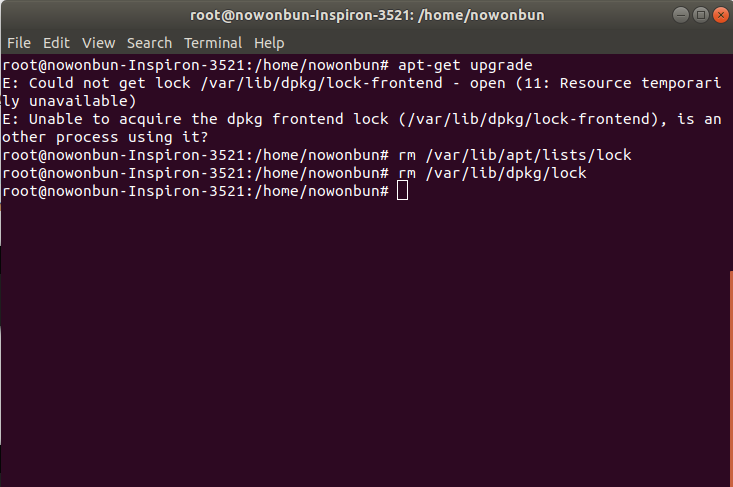 root@nowonbun-Inspiron-3521: /home/nowonbun
File Edit View Search Terminal Help
root@nowonbun-Inspiron-3521:/home/nowonbun# apt-get upgrade
E: Could not get lock /var/lib/dpkg/lock-frontend - open (11: Resource temporari
ly unavailable)
E: Unable to acquire the dpkg frontend lock (/var/lib/dpkg/lock-frontend), is an
other process using it?
root@nowonbun-Inspiron-3521:/home/nowonbun# rm /var/lib/apt/lists/lock
root@nowonbun-Inspiron-3521:/home/nowonbun# rm /var/lib/dpkg/lock
root@nowonbun-Inspiron-3521:/home/nowonbun#